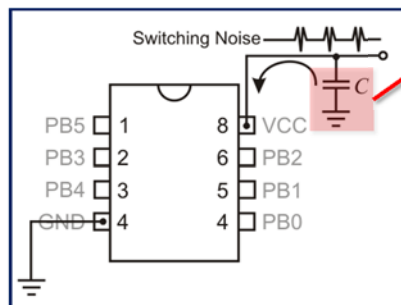 Switching Noise
C
PB5 1 8 VCC
PB3 2 6 PB2
PB4 3 5 PB1
GND 4 4 PB0